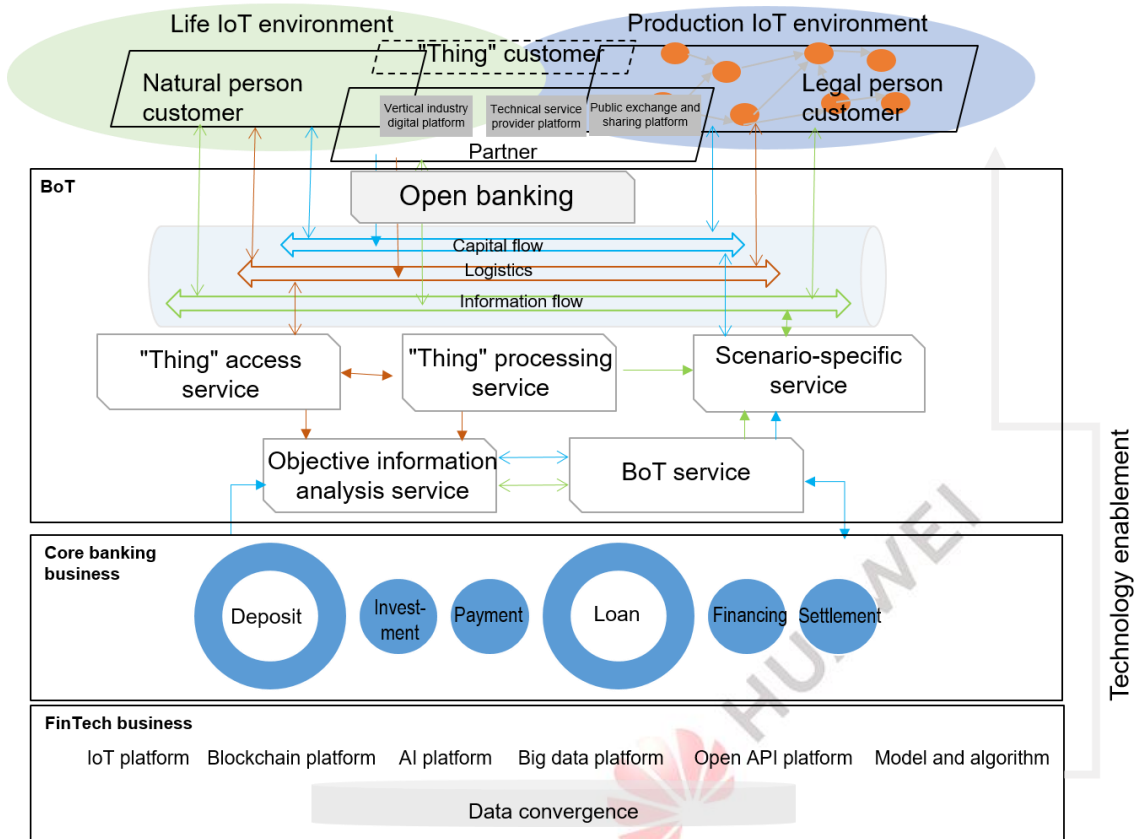 Life IoT environment
Production IoT environment
"Thing" customer
Natural person
customer
Legal person
customer
Vertical industry
digital platform
Technical service
provider platform
Public exchange and
sharing platform
Partner
BoT
Open banking
Capital flow
Logistics
Information flow
"Thing" access
service
"Thing" processing
service
Scenario-specific
service
Objective information
analysis service
BoT service
Technology enablement
Core banking
business
Deposit
Invest-
ment
Payment
Loan
Financing
Settlement
HUAWEI
FinTech business
IoT platform
Blockchain platform
AI platform
Big data platform
Open API platform
Model and algorithm
Data convergence